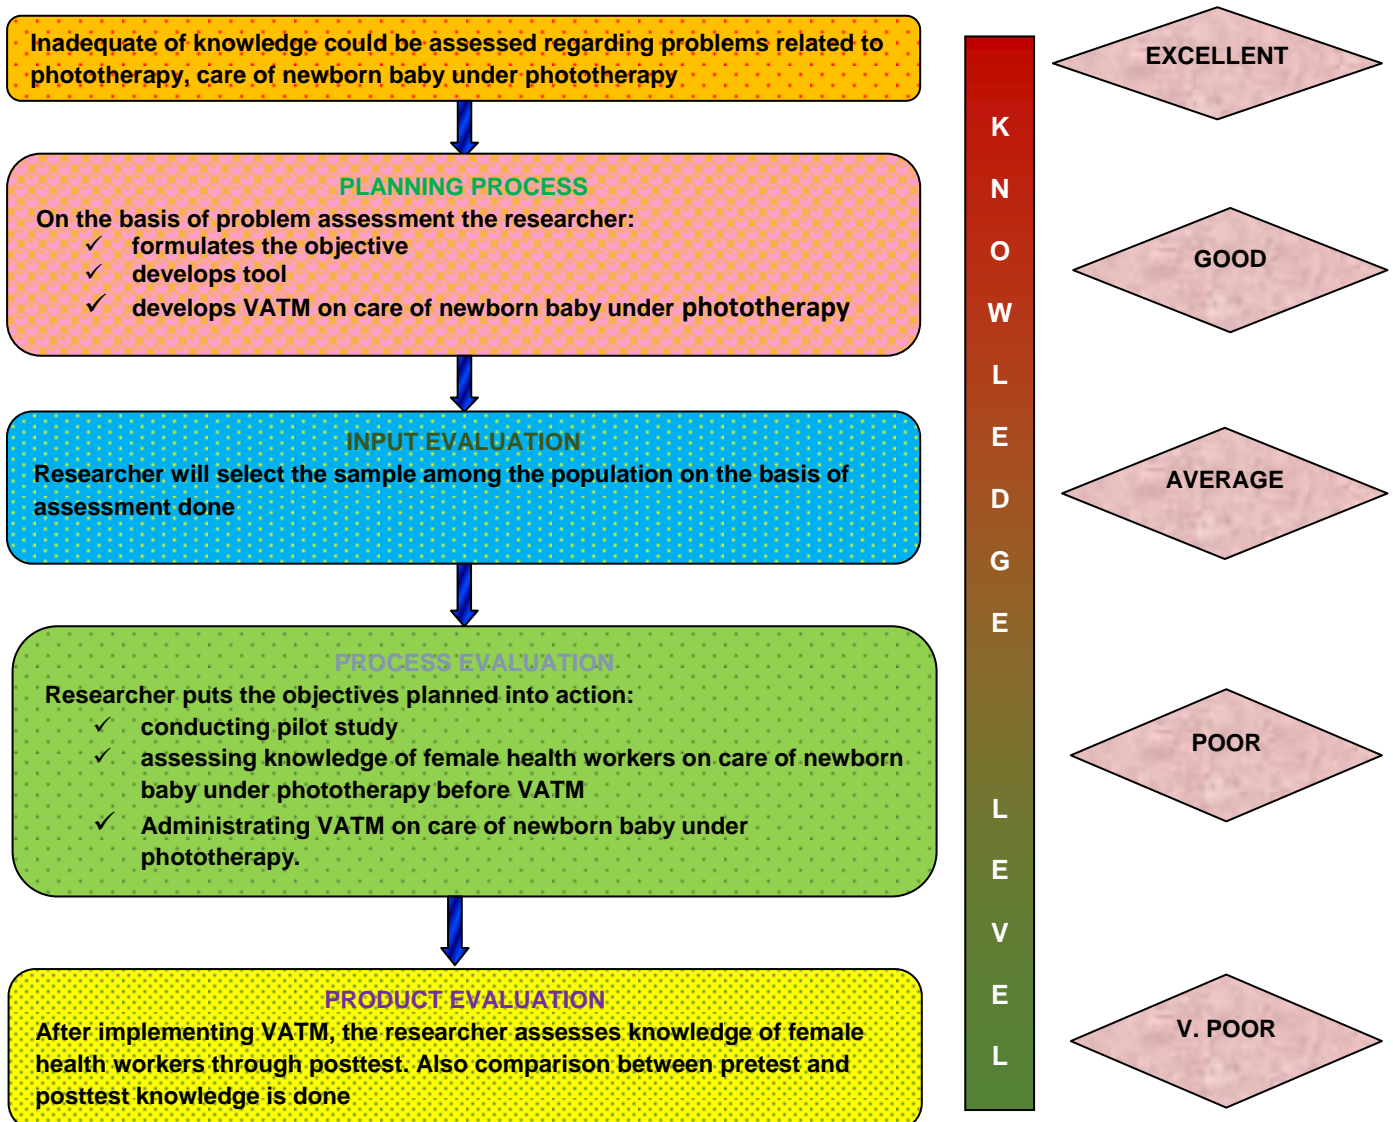 Inadequate of knowledge could be assessed regarding problems related to
phototherapy, care of newborn baby under phototherapy
PLANNING PROCESS
On the basis of problem assessment the researcher:
✓ formulates the objective
✓ develops tool
✓ develops VATM on care of newborn baby under phototherapy
INPUT EVALUATION
Researcher will select the sample among the population on the basis of
assessment done
PROCESS EVALUATION
Researcher puts the objectives planned into action:
✓ conducting pilot study
✓ assessing knowledge of female health workers on care of newborn
baby under phototherapy before VATM
✓ Administrating VATM on care of newborn baby under
phototherapy.
PRODUCT EVALUATION
After implementing VATM, the researcher assesses knowledge of female
health workers through posttest. Also comparison between pretest and
posttest knowledge is done
K
N
O
W
L
E
D
G
E
L
E
V
E
L
EXCELLENT
GOOD
AVERAGE
POOR
V. POOR